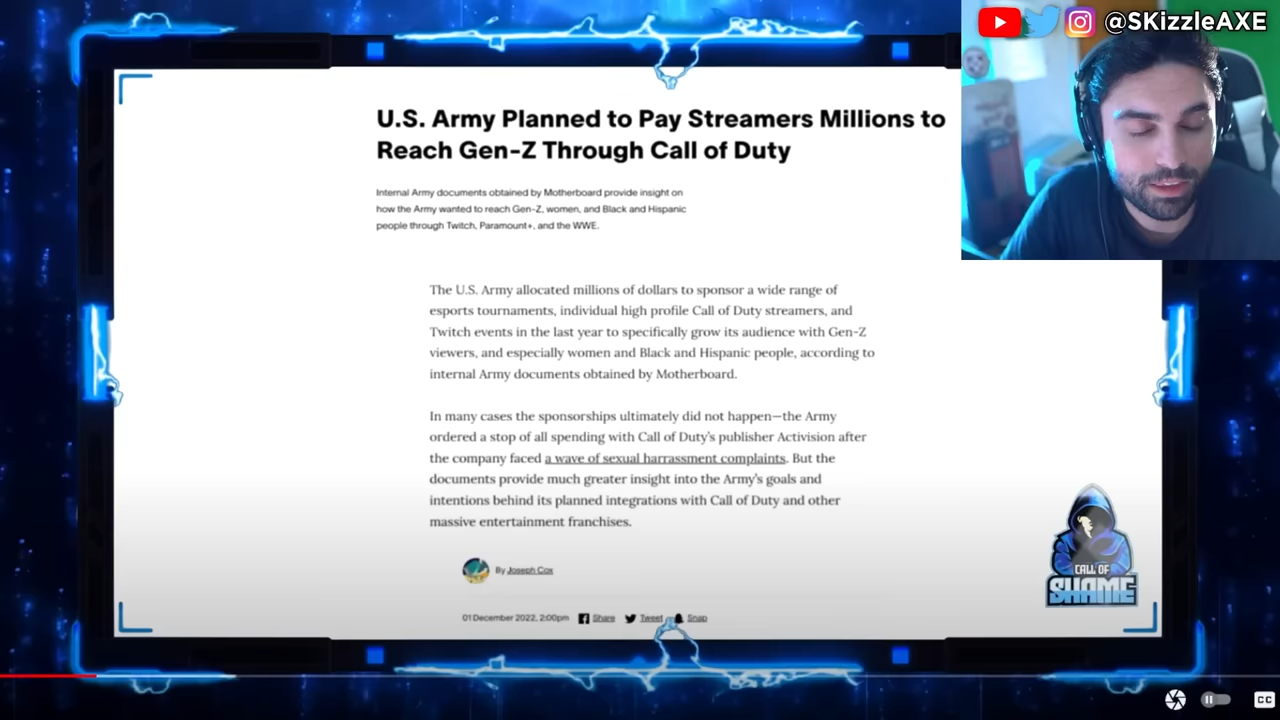 @SKizzleAXE
U.S. Army Planned to Pay Streamers Millions to
Reach Gen-Z Through Call of Duty
Internal Army documents obtained by Motherboard provide insight on
how the Army wanted to reach Gen-Z, women, and Black and Hispanic
people through Twitch, Paramount+, and the WWE.
The U.S. Army allocated millions of dollars to sponsor a wide range of
esports tournaments, individual high profile Call of Duty streamers, and
Twitch events in the last year to specifically grow its audience with Gen-Z
viewers, and especially women and Black and Hispanic people, according to
internal Army documents obtained by Motherboard.
In many cases the sponsorships ultimately did not happen—the Army
ordered a stop of all spending with Call of Duty's publisher Activision after
the company faced a wave of sexual harrassment complaints. But the
documents provide much greater insight into the Army's goals and
intentions behind its planned integrations with Call of Duty and other
massive entertainment franchises.
By Joseph Cox
01 December 2022, 2:00pm Share Tweet Snap
CALL OF
SHAME
CC